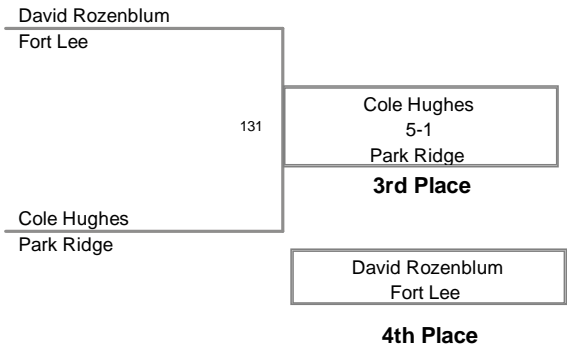 David Rozenblum
Fort Lee
131
Cole Hughes
5-1
Park Ridge
3rd Place
Cole Hughes
Park Ridge
David Rozenblum
Fort Lee
4th Place